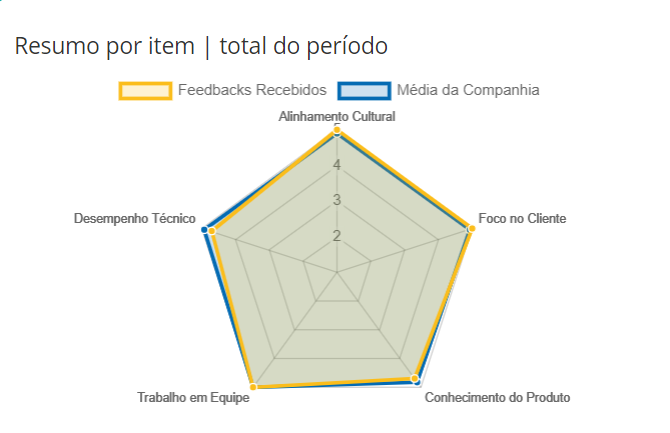 Resumo por item | total do período
Feedbacks Recebidos
Média da Companhia
Alinhamento Cultural
5
4
3
2
Desempenho Técnico
Foco no Cliente
Trabalho em Equipe
Conhecimento do Produto